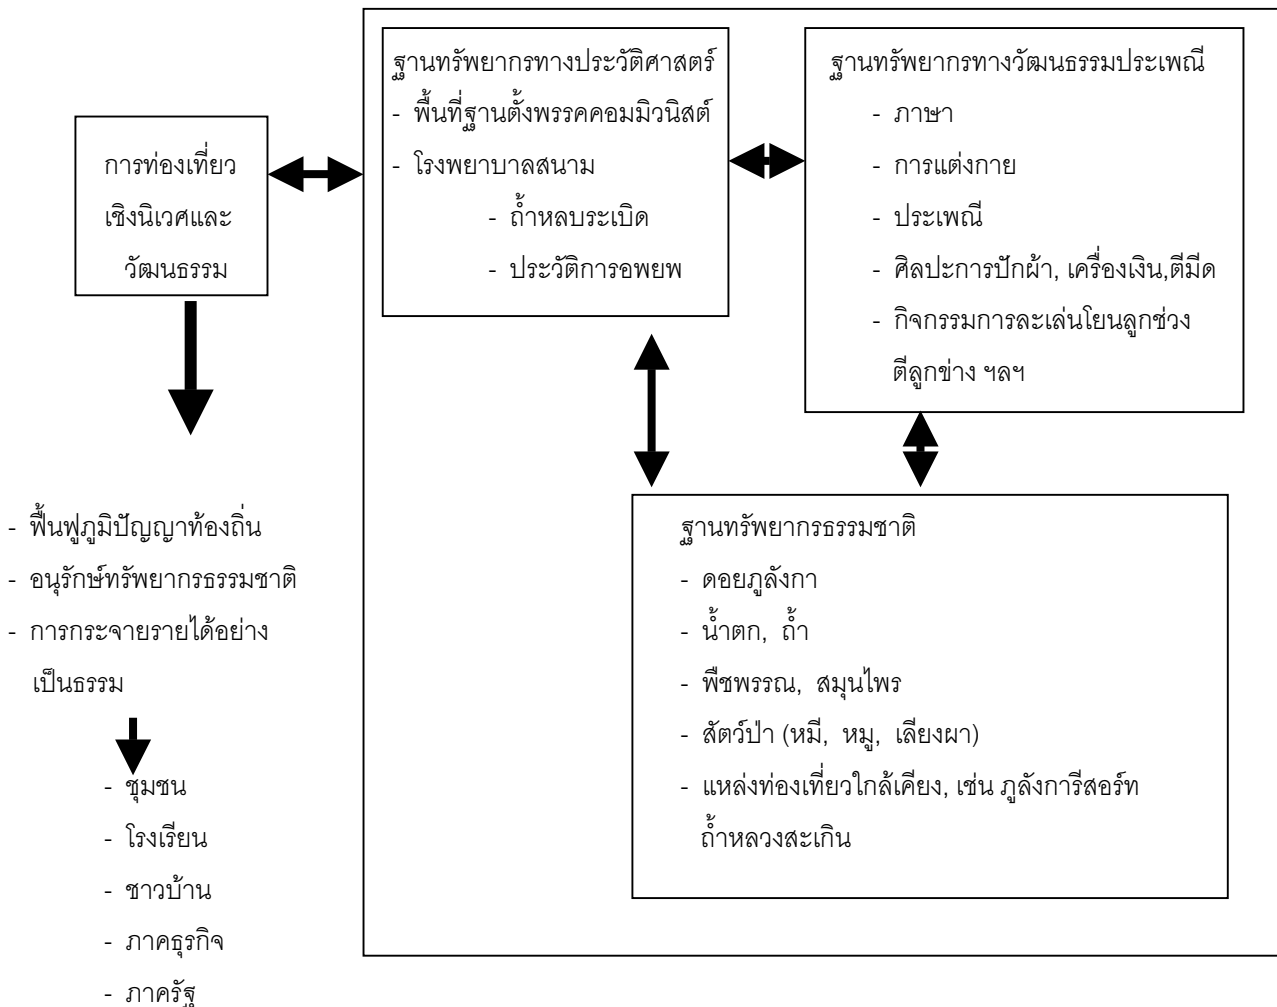 การท่องเที่ยว
เชิงนิเวศและ
วัฒนธรรม
ฐานทรัพยากรทางประวัติศาสตร์
- พื้นที่ฐานตั้งพรรคคอมมิวนิสต์
- โรงพยาบาลสนาม
- ถ้ำหลบระเบิด
- ประวัติการอพยพ
ฐานทรัพยากรทางวัฒนธรรมประเพณี
- ภาษา
- การแต่งกาย
- ประเพณี
- ศิลปะการปักผ้า, เครื่องเงิน,ตีมีด
- กิจกรรมการละเล่นโยนลูกช่วง
ตีลูกข่าง ฯลฯ
ฐานทรัพยากรธรรมชาติ
- ดอยภูลังกา
- น้ำตก, ถ้ำ
- พืชพรรณ, สมุนไพร
- สัตว์ป่า (หมี, หมู, เลียงผา)
- แหล่งท่องเที่ยวใกล้เคียง, เช่น ภูลังการีสอร์ท
ถ้ำหลวงสะเกิน
- ฟื้นฟูภูมิปัญญาท้องถิ่น
- อนุรักษ์ทรัพยากรธรรมชาติ
- การกระจายรายได้อย่าง
เป็นธรรม
- ชุมชน
- โรงเรียน
- ชาวบ้าน
- ภาคธุรกิจ
- ภาครัฐ